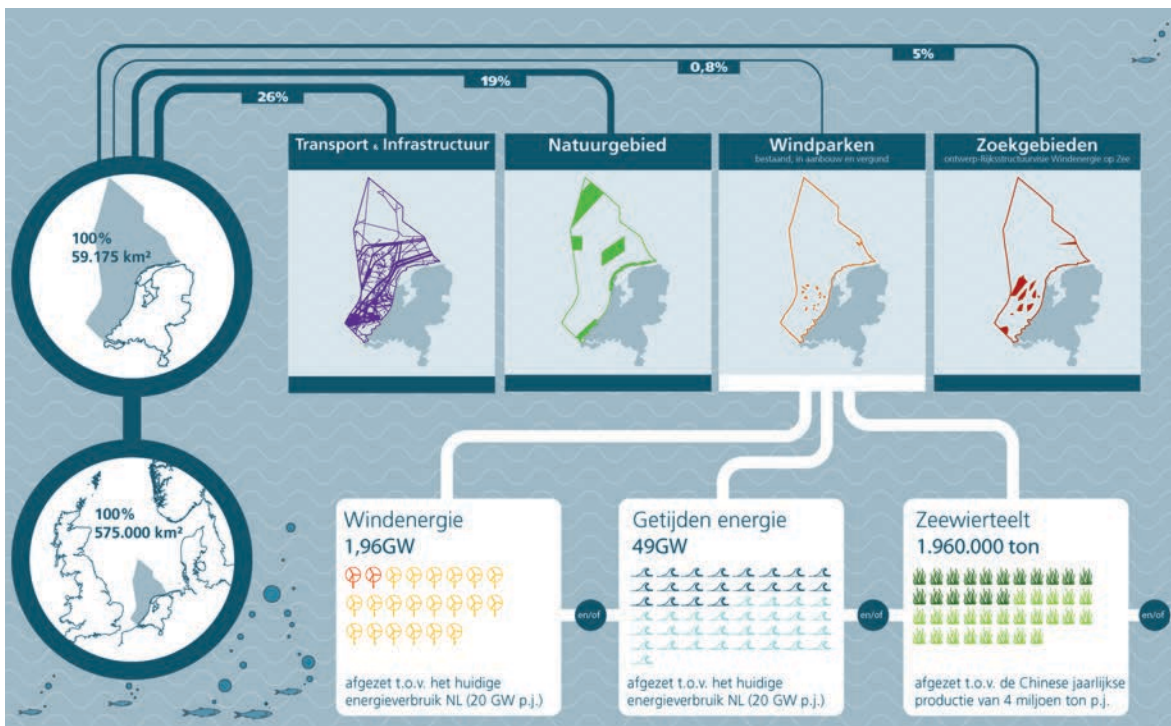 5%
0,8%
19%
26%
Transport & Infrastructuur
Natuurgebied
Windparken
bestaand, in aanbouw en vergund
Zoekgebieden
ontwerp-Rijksstructuurvisie Windenergie op Zee
100%
59.175 km²
100%
575.000 km²
Windenergie
1,96GW
afgezet t.o.v. het huidige
energieverbruik NL (20 GW p.j.)
en/of
Getijden energie
49GW
afgezet t.o.v. het huidige
energieverbruik NL (20 GW p.j.)
en/of
Zeewierteelt
1.960.000 ton
afgezet t.o.v. de Chinese jaarlijkse
productie van 4 miljoen ton p.j.
en/of